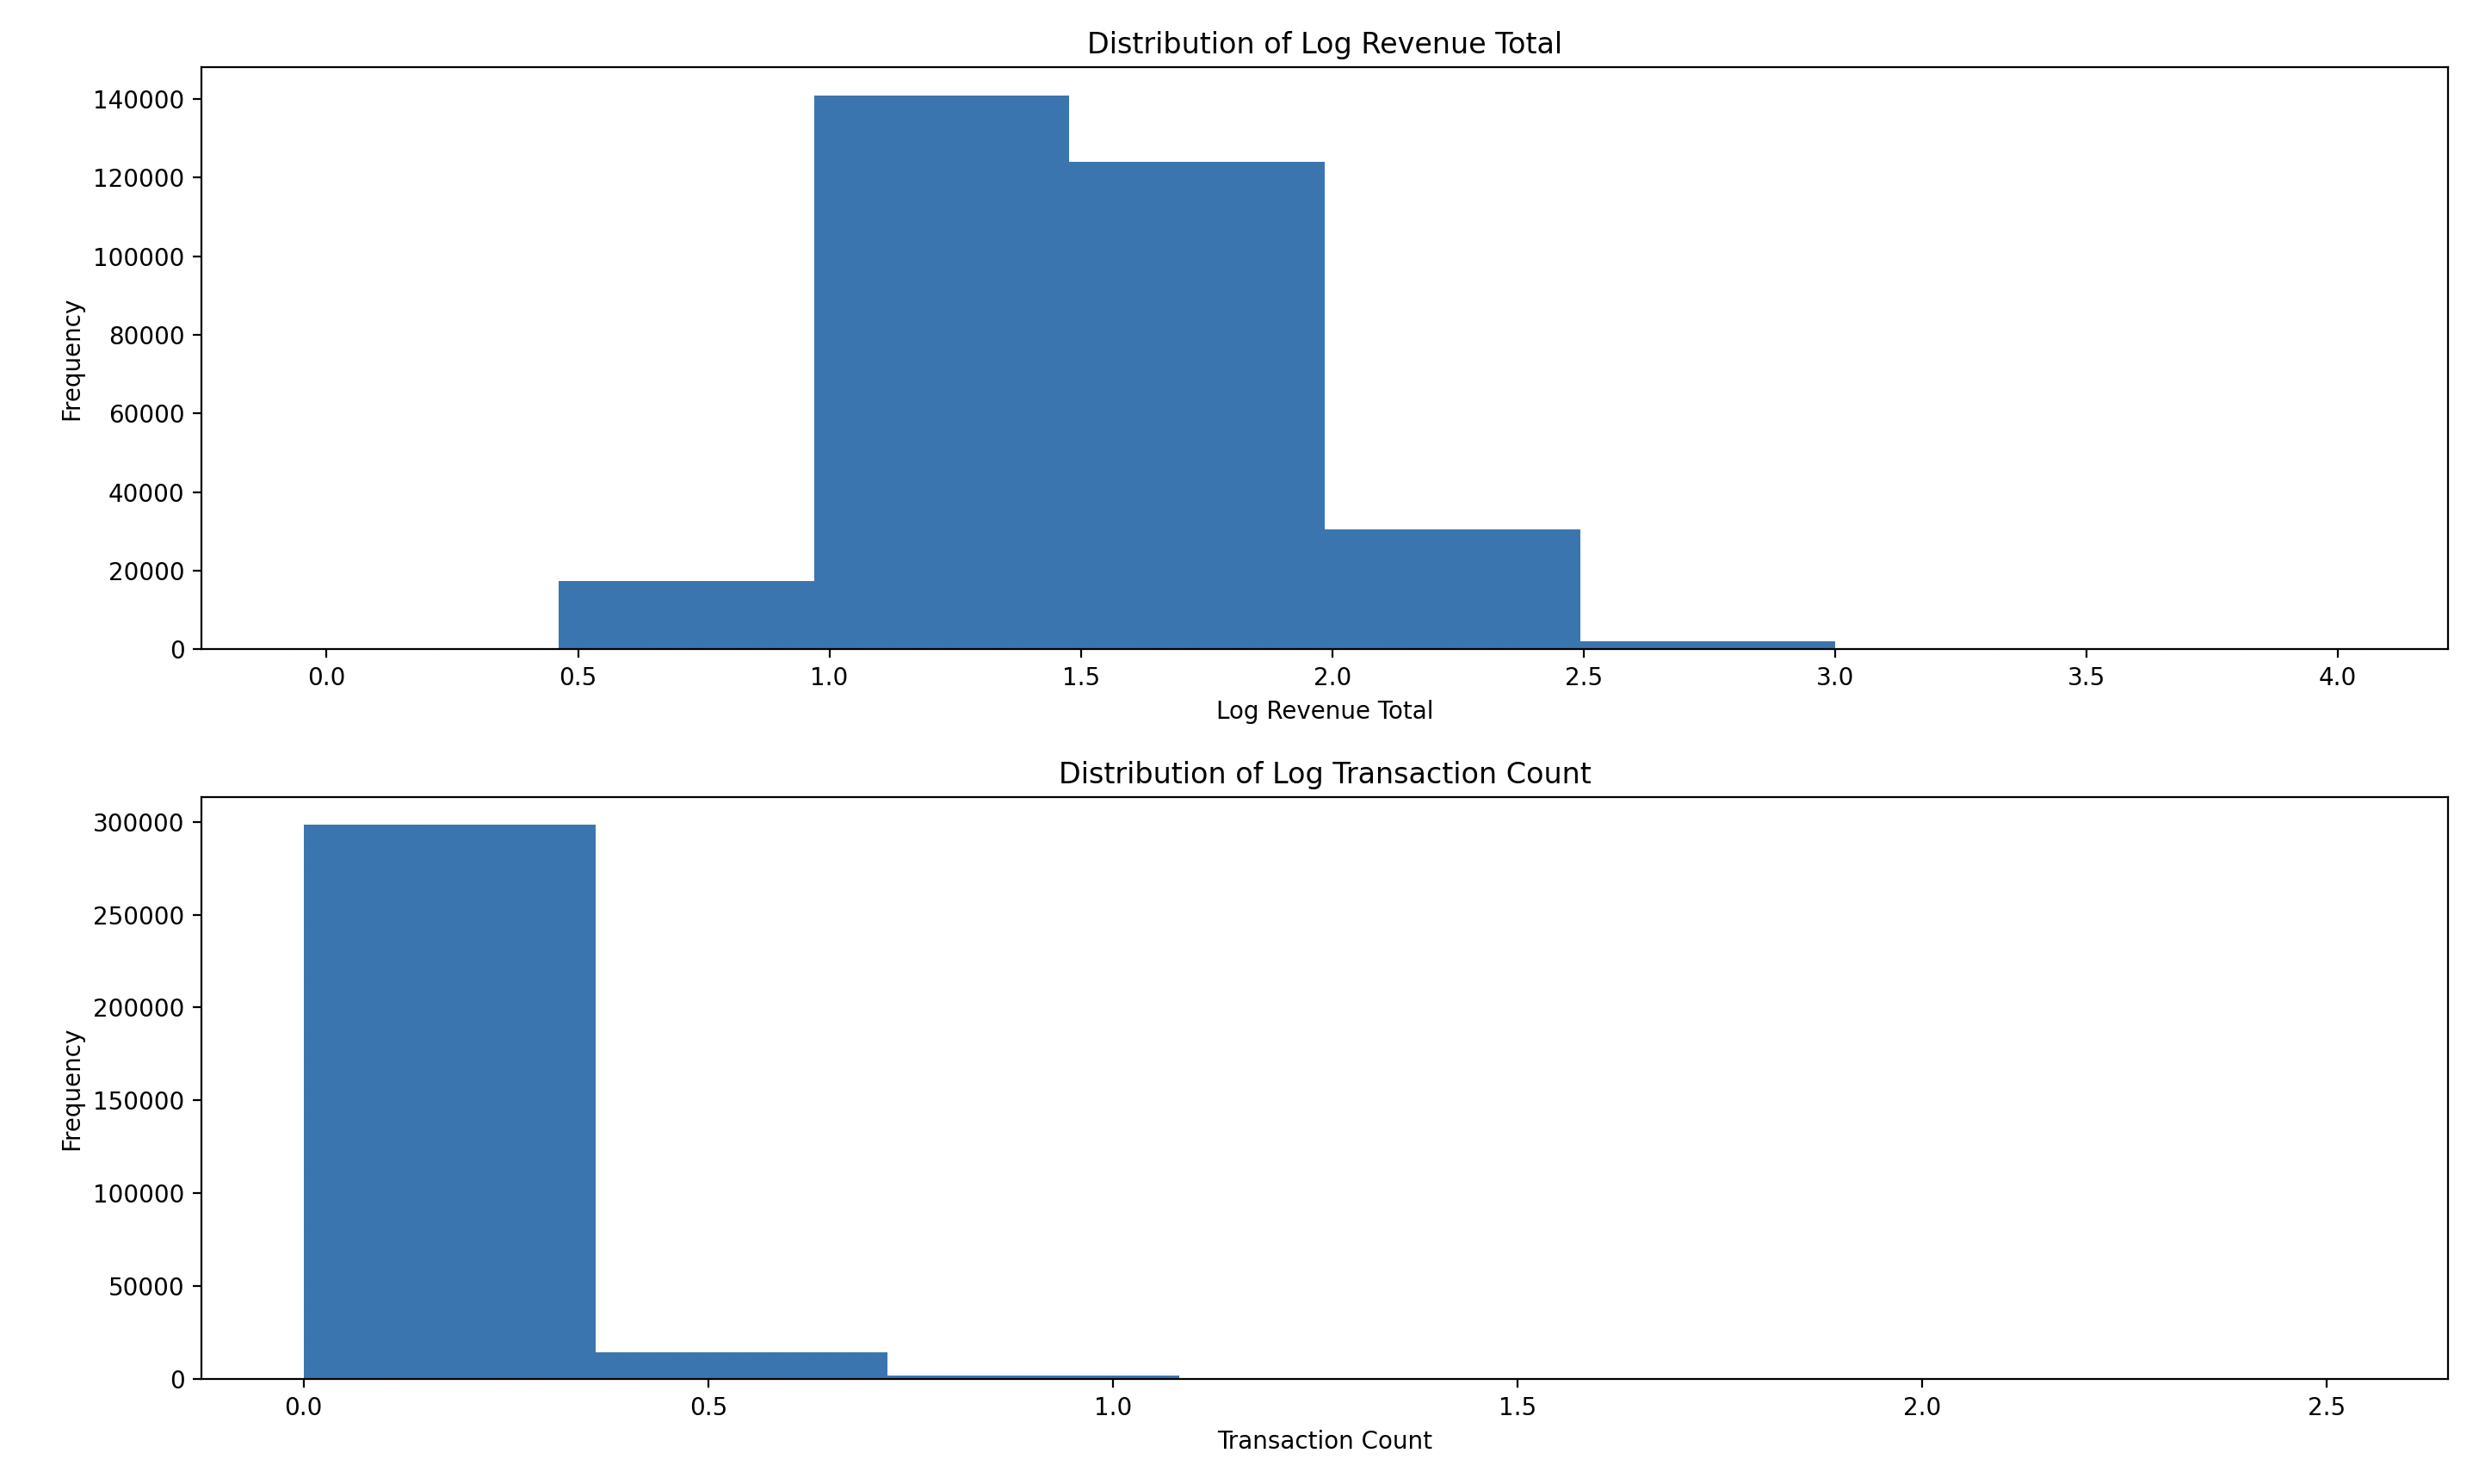 Distribution of Log Revenue Total
140000
120000
100000
80000
60000
40000
20000
0
Frequency
0.0 0.5 1.0 1.5 2.0 2.5 3.0 3.5 4.0
Log Revenue Total
Distribution of Log Transaction Count
300000
250000
200000
150000
100000
50000
0
Frequency
0.0 0.5 1.0 1.5 2.0 2.5
Transaction Count